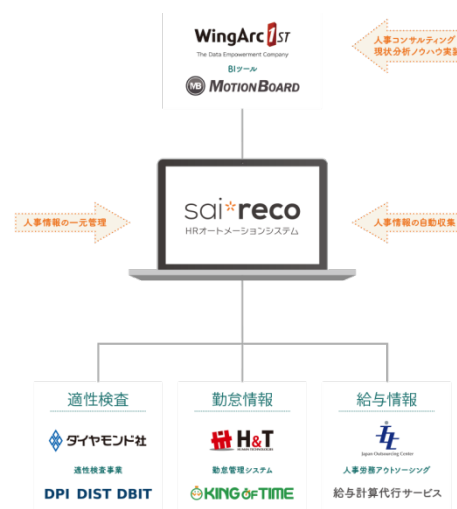 WingArc 1ST
The Data Empowerment Company
BIツール
MB MOTIONBOARD
人事コンサルティング
現状分析ノウハウ実装
sai*reco
HRオートメーションシステム
人事情報の一元管理
人事情報の自動収集
適性検査
ダイヤモンド社
適性検査事業
DPI DIST DBIT
勤怠情報
H&T
勤怠管理システム
KING OF TIME
給与情報
Japan Outsourcing Center
人事労務アウトソーシング
給与計算代行サービス